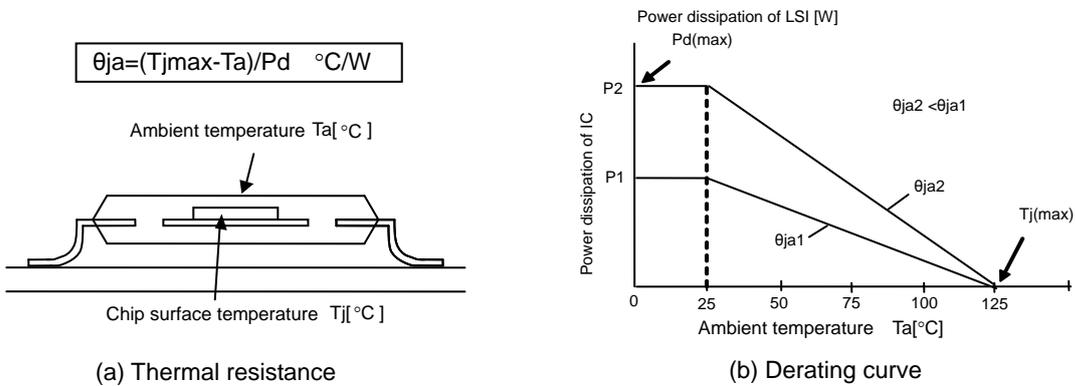 θja=(Tjmax-Ta)/Pd °C/W
Ambient temperature Ta[°C]
Chip surface temperature Tj[°C]
(a) Thermal resistance
Power dissipation of LSI [W]
Pd(max)
P2
θja2 <θja1
Power dissipation of IC
P1
θja2
Tj(max)
θja1
0 25 50 75 100 125
Ambient temperature Ta[°C]
(b) Derating curve